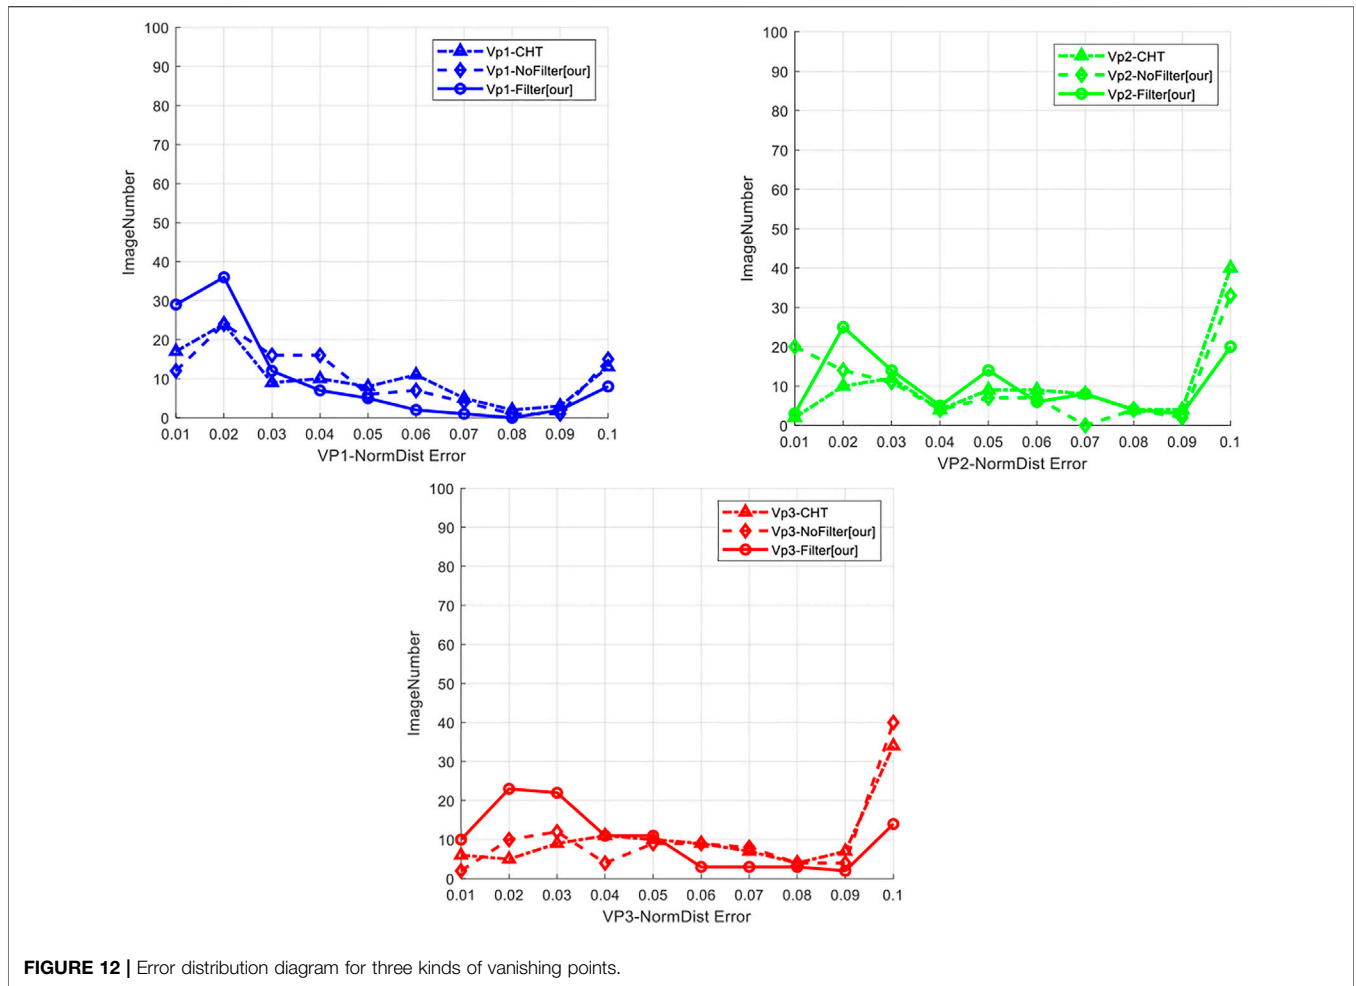 100
90
80
70
60
50
40
30
20
10
0
ImageNumber
Vp1-CHT
Vp1-NoFilter[our]
Vp1-Filter[our]
0.01 0.02 0.03 0.04 0.05 0.06 0.07 0.08 0.09 0.1
VP1-NormDist Error
100
90
80
70
60
50
40
30
20
10
0
ImageNumber
Vp2-CHT
Vp2-NoFilter[our]
Vp2-Filter[our]
0.01 0.02 0.03 0.04 0.05 0.06 0.07 0.08 0.09 0.1
VP2-NormDist Error
100
90
80
70
60
50
40
30
20
10
0
ImageNumber
Vp3-CHT
Vp3-NoFilter[our]
Vp3-Filter[our]
0.01 0.02 0.03 0.04 0.05 0.06 0.07 0.08 0.09 0.1
VP3-NormDist Error
FIGURE 12 | Error distribution diagram for three kinds of vanishing points.